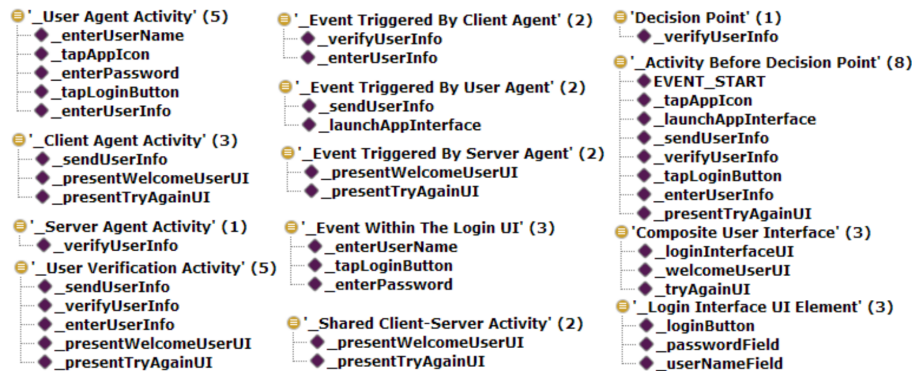 '_User Agent Activity' (5)
_enterUserName
_tapAppIcon
_enterPassword
_tapLoginButton
_enterUserInfo
'_Client Agent Activity' (3)
_sendUserInfo
_presentWelcomeUserUI
_presentTryAgainUI
'_Server Agent Activity' (1)
_verifyUserInfo
'_User Verification Activity' (5)
_sendUserInfo
_verifyUserInfo
_enterUserInfo
_presentWelcomeUserUI
_presentTryAgainUI
'_Event Triggered By Client Agent' (2)
_verifyUserInfo
_enterUserInfo
'_Event Triggered By User Agent' (2)
_sendUserInfo
_launchAppInterface
'_Event Triggered By Server Agent' (2)
_presentWelcomeUserUI
_presentTryAgainUI
'_Event Within The Login UI' (3)
_enterUserName
_tapLoginButton
_enterPassword
'_Shared Client-Server Activity' (2)
_presentWelcomeUserUI
_presentTryAgainUI
'Decision Point' (1)
_verifyUserInfo
'_Activity Before Decision Point' (8)
EVENT_START
_tapAppIcon
_launchAppInterface
_sendUserInfo
_verifyUserInfo
_tapLoginButton
_enterUserInfo
_presentTryAgainUI
'Composite User Interface' (3)
_loginInterfaceUI
_welcomeUserUI
_tryAgainUI
'_Login Interface UI Element' (3)
_loginButton
_passwordField
_userNameField